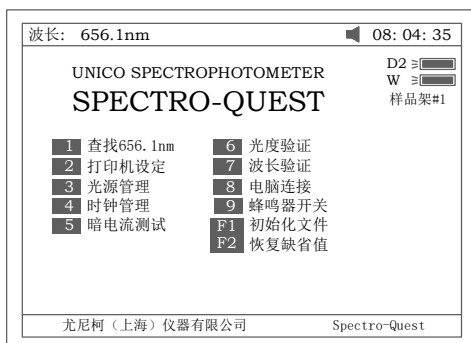 波长: 656.1nm 08: 04: 35
D2
UNICO SPECTROPHOTOMETER W
SPECTRO-QUEST 样品架#1
1 查找656.1nm 6 光度验证
2 打印机设定 7 波长验证
3 光源管理 8 电脑连接
4 时钟管理 9 蜂鸣器开关
5 暗电流测试 F1 初始化文件
F2 恢复缺省值
尤尼柯（上海）仪器有限公司 Spectro-Quest